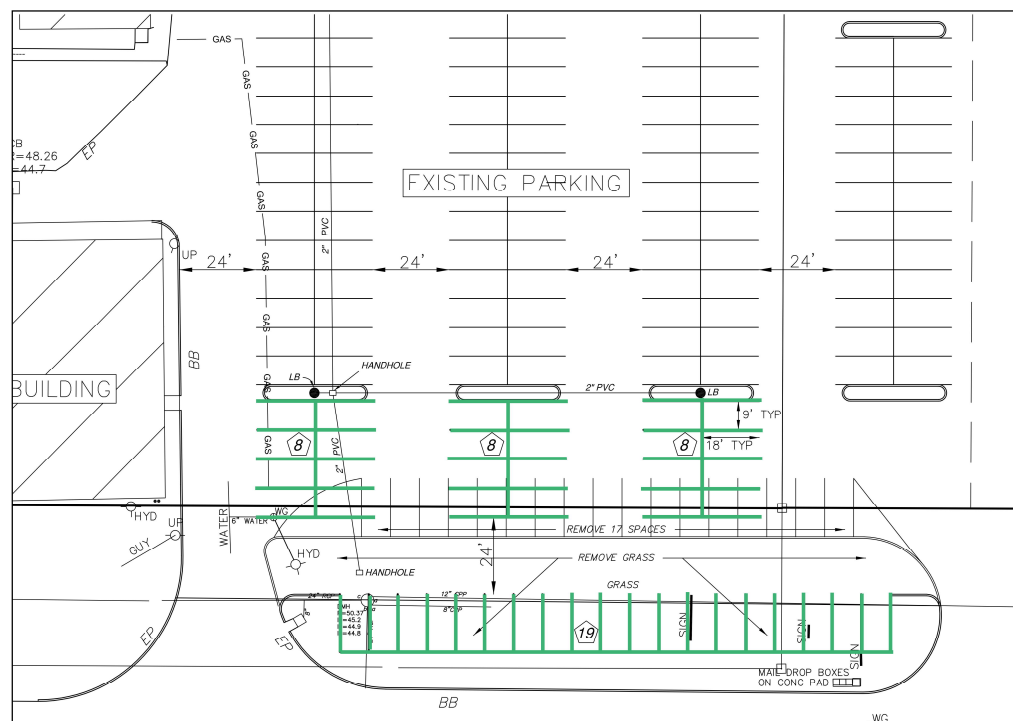 GAS
GAS
GAS
CB
=48.26
=44.7
EP
GAS
EXISTING PARKING
GAS
2" PVC
GAS
UP
24'
24'
24'
24'
GAS
BB
HANDHOLE
LB
2" PVC
LB
GAS
BUILDING
9' TYP
8
8
8
18' TYP
GAS
2" PVC
HYD
WG
6" WATER
WATER
UP
GUY
REMOVE 17 SPACES
24'
REMOVE GRASS
HYD
HANDHOLE
GRASS
12" CPP
8"
=50.37
=45.2
=44.9
=44.8
19
SIGN
SIGN
SIGN
EP
EP
MAIL DROP BOXES
ON CONC PAD
BB
WG